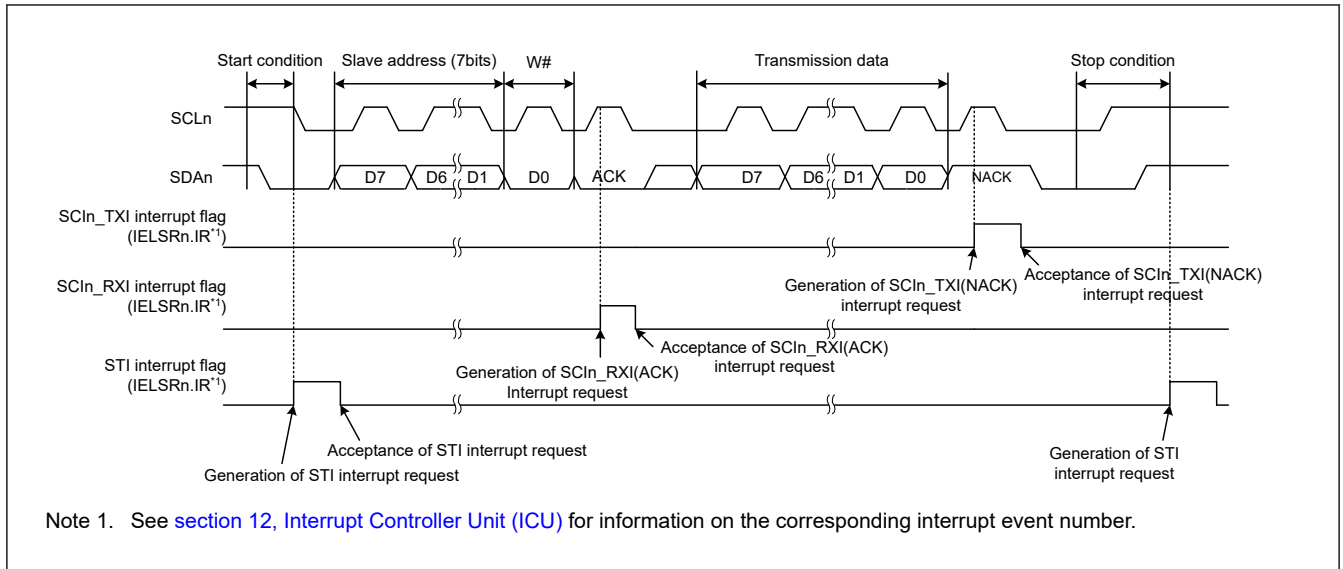 Start condition
Slave address (7bits)
W#
Transmission data
Stop condition
SCLn
SDAn
D7
D6
D1
D0
ACK
D7
D6
D1
D0
NACK
SCIn_TXI interrupt flag
(IELSRn.IR*1)
Generation of SCIn_TXI(NACK)
interrupt request
Acceptance of SCIn_TXI(NACK)
interrupt request
SCIn_RXI interrupt flag
(IELSRn.IR*1)
Generation of SCIn_RXI(ACK)
Interrupt request
Acceptance of SCIn_RXI(ACK)
interrupt request
STI interrupt flag
(IELSRn.IR*1)
Acceptance of STI interrupt request
Generation of STI interrupt request
Generation of STI
interrupt request
Note 1. See section 12, Interrupt Controller Unit (ICU) for information on the corresponding interrupt event number.